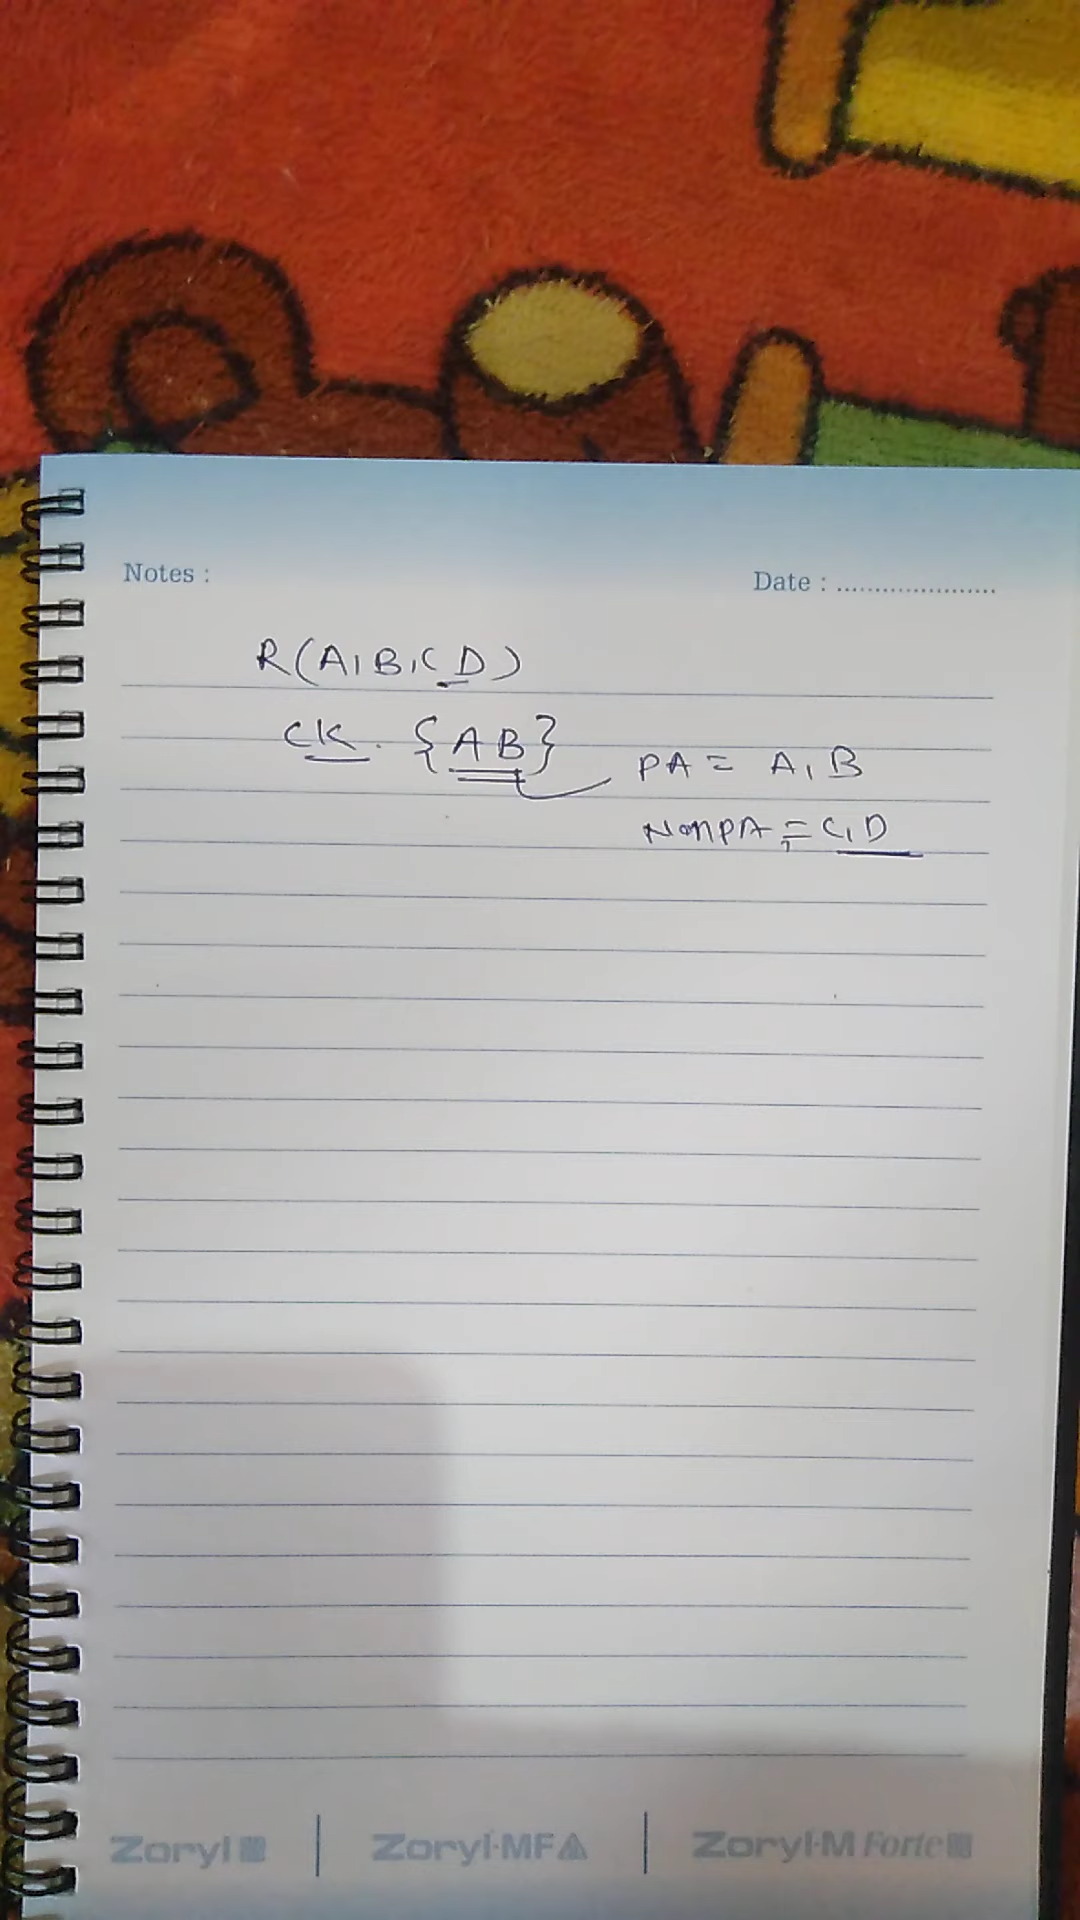 Notes :
Date : ......................
R(A, B, C D)
CK. {AB}
PA = A, B
NonPA = C, D
Zoryl
Zoryl-MF
Zoryl-M Forte